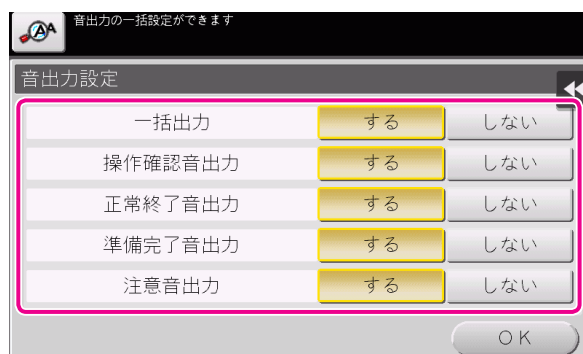 音出力の一括設定ができます
音出力設定
一括出力 する しない
操作確認音出力 する しない
正常終了音出力 する しない
準備完了音出力 する しない
注意音出力 する しない
OK